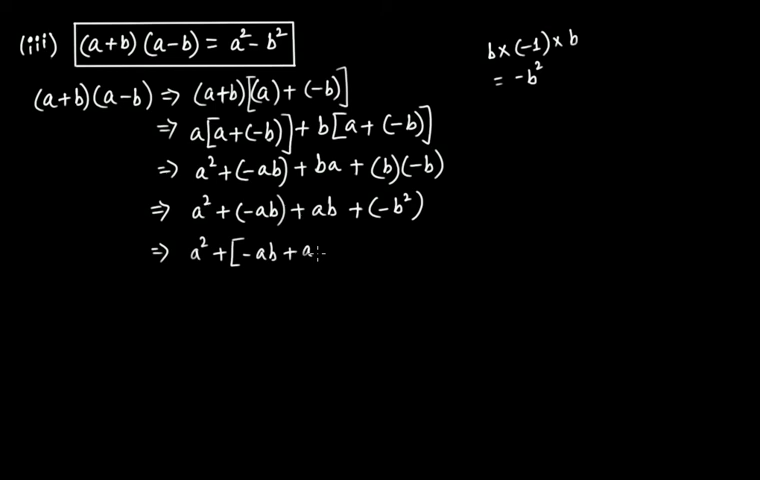 (iii) (a+b)(a-b) = a²-b²
b×(-1)×b
= -b²
(a+b)(a-b) ⇒ (a+b)[(a)+(-b)]
⇒ a[a+(-b)]+b[a+(-b)]
⇒ a²+(-ab)+ba+(b)(-b)
⇒ a²+(-ab)+ab+(-b²)
⇒ a²+[-ab+a